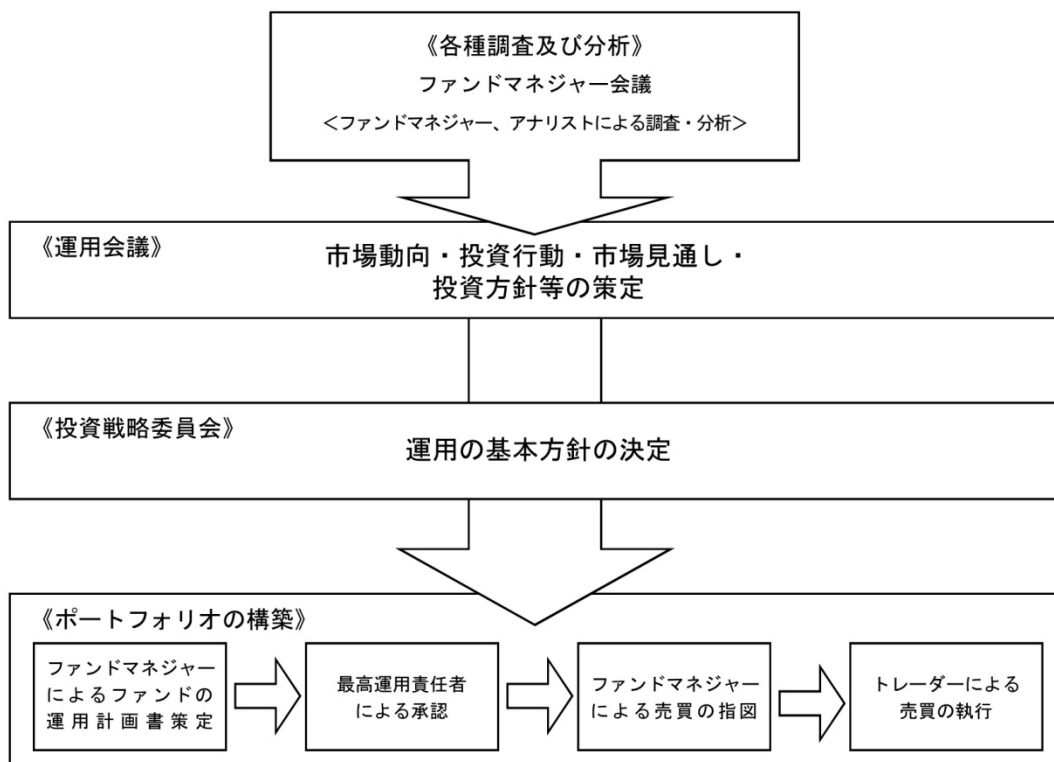 《各種調査及び分析》
ファンドマネジャー会議
＜ファンドマネジャー、アナリストによる調査・分析＞
《運用会議》
市場動向・投資行動・市場見通し・
投資方針等の策定
《投資戦略委員会》
運用の基本方針の決定
《ポートフォリオの構築》
ファンドマネジャー
によるファンドの
運用計画書策定
最高運用責任者
による承認
ファンドマネジャー
による売買の指図
トレーダーによる
売買の執行